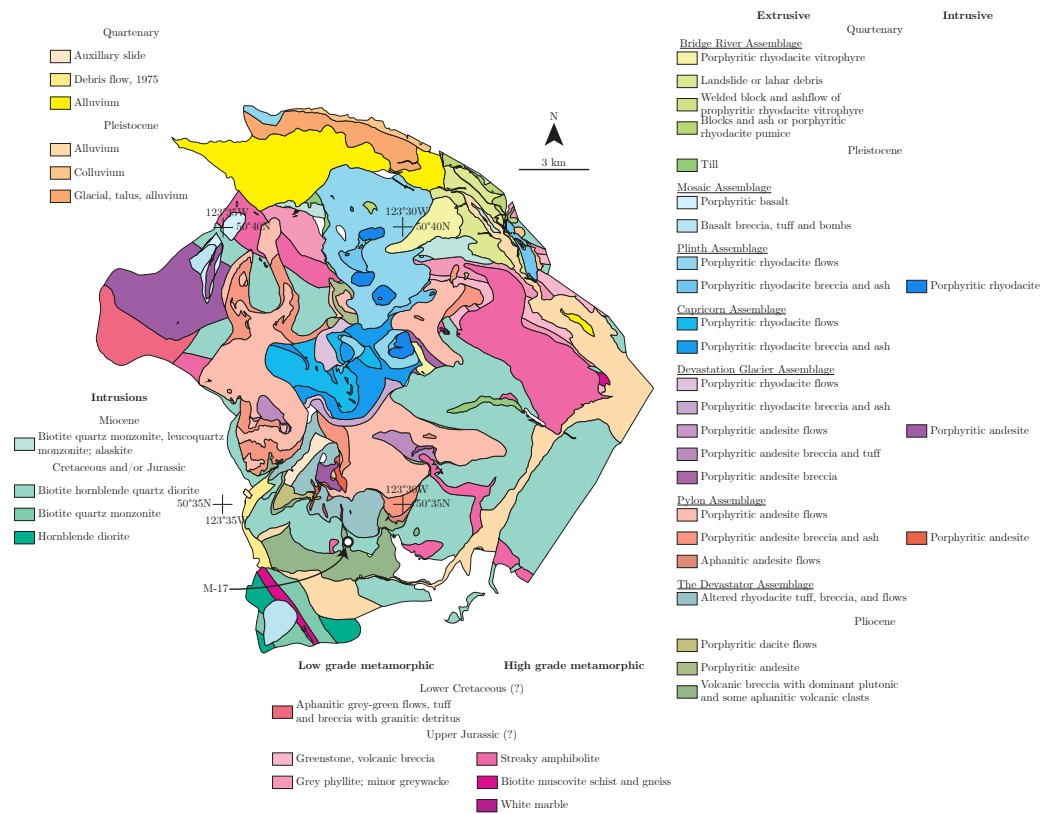 Quartenary
Auxillary slide
Debris flow, 1975
Alluvium
Pleistocene
Alluvium
Colluvium
Glacial, talus, alluvium
Intrusions
Miocene
Biotite quartz monzonite, leucoquartz
monzonite; alaskite
Cretaceous and/or Jurassic
Biotite hornblende quartz diorite
Biotite quartz monzonite
Hornblende diorite
N
3 km
123°35'W
50°40'N
123°30'W
50°40'N
50°35N
123°35'W
123°30'W
50°35N
M-17
Extrusive
Intrusive
Quartenary
Bridge River Assemblage
Porphyritic rhyodacite vitrophyre
Landslide or lahar debris
Welded block and ashflow of
prophyritic rhyodacite vitrophyre
Blocks and ash or porphyritic
rhyodacite pumice
Pleistocene
Till
Mosaic Assemblage
Porphyritic basalt
Basalt breccia, tuff and bombs
Plinth Assemblage
Porphyritic rhyodacite flows
Porphyritic rhyodacite breccia and ash
Porphyritic rhyodacite
Capricorn Assemblage
Porphyritic rhyodacite flows
Porphyritic rhyodacite breccia and ash
Devastation Glacier Assemblage
Porphyritic rhyodacite flows
Porphyritic rhyodacite breccia and ash
Porphyritic andesite flows
Porphyritic andesite
Porphyritic andesite breccia and tuff
Porphyritic andesite breccia
Pylon Assemblage
Porphyritic andesite flows
Porphyritic andesite breccia and ash
Porphyritic andesite
Aphanitic andesite flows
The Devastator Assemblage
Altered rhyodacite tuff, breccia, and flows
Pliocene
Porphyritic dacite flows
Porphyritic andesite
Volcanic breccia with dominant plutonic
and some aphanitic volcanic clasts
Low grade metamorphic
High grade metamorphic
Lower Cretaceous (?)
Aphanitic grey-green flows, tuff
and breccia with granitic detritus
Upper Jurassic (?)
Greenstone, volcanic breccia
Streaky amphibolite
Grey phyllite; minor greywacke
Biotite muscovite schist and gneiss
White marble